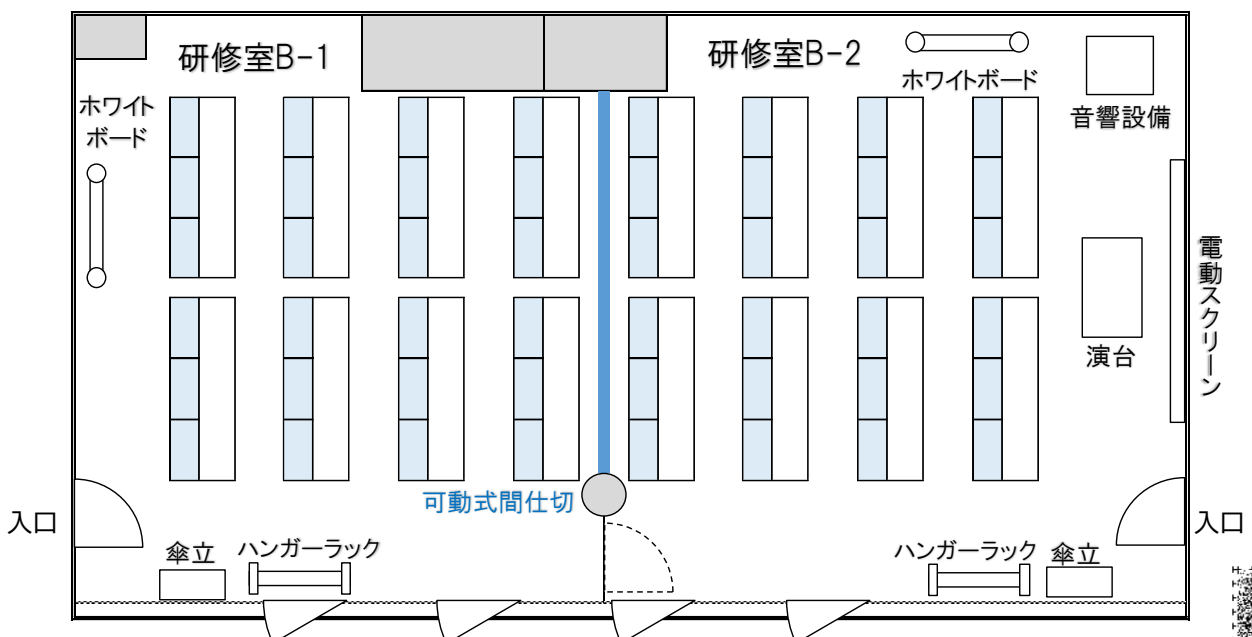 研修室B-1
研修室B-2
ホワイト
ボード
ホワイトボード
音響設備
電動スクリーン
演台
可動式間仕切
入口
入口
傘立
ハンガーラック
ハンガーラック
傘立